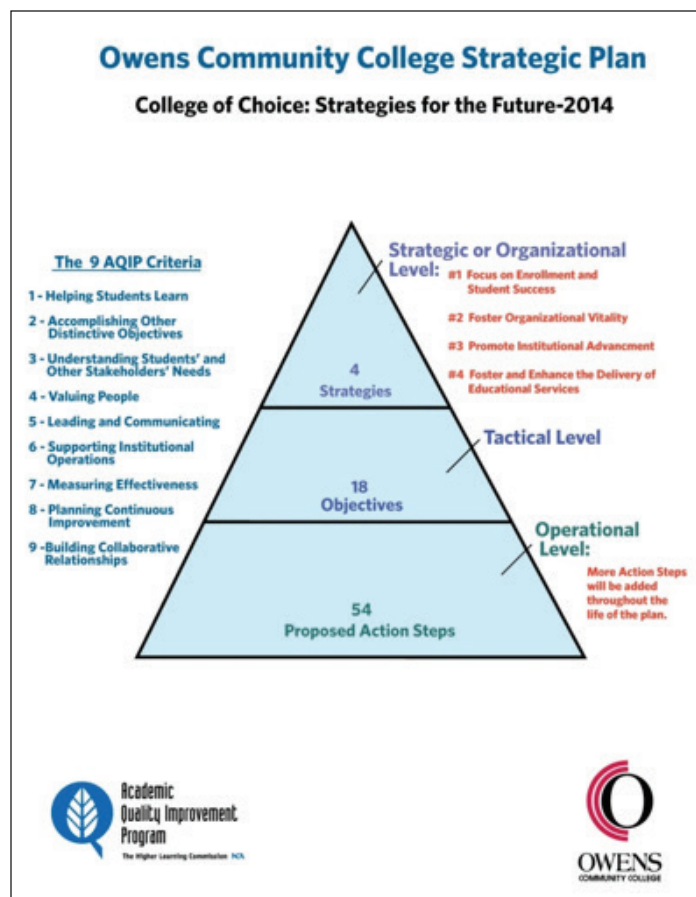 Owens Community College Strategic Plan
College of Choice: Strategies for the Future-2014
The 9 AQIP Criteria
1 - Helping Students Learn
2 - Accomplishing Other
Distinctive Objectives
3 - Understanding Students' and
Other Stakeholders' Needs
4 - Valuing People
5 - Leading and Communicating
6 - Supporting Institutional
Operations
7 - Measuring Effectiveness
8 - Planning Continuous
Improvement
9 -Building Collaborative
Relationships
Strategic or Organizational
Level:
#1 Focus on Enrollment and
Student Success
#2 Foster Organizational Vitality
#3 Promote Institutional Advancment
#4 Foster and Enhance the Delivery of
Educational Services
4
Strategies
Tactical Level
18
Objectives
Operational
Level:
More Action Steps
will be added
throughout the
life of the plan.
54
Proposed Action Steps
Academic
Quality Improvement
Program
The Higher Learning Commission NCA
OWENS
COMMUNITY COLLEGE